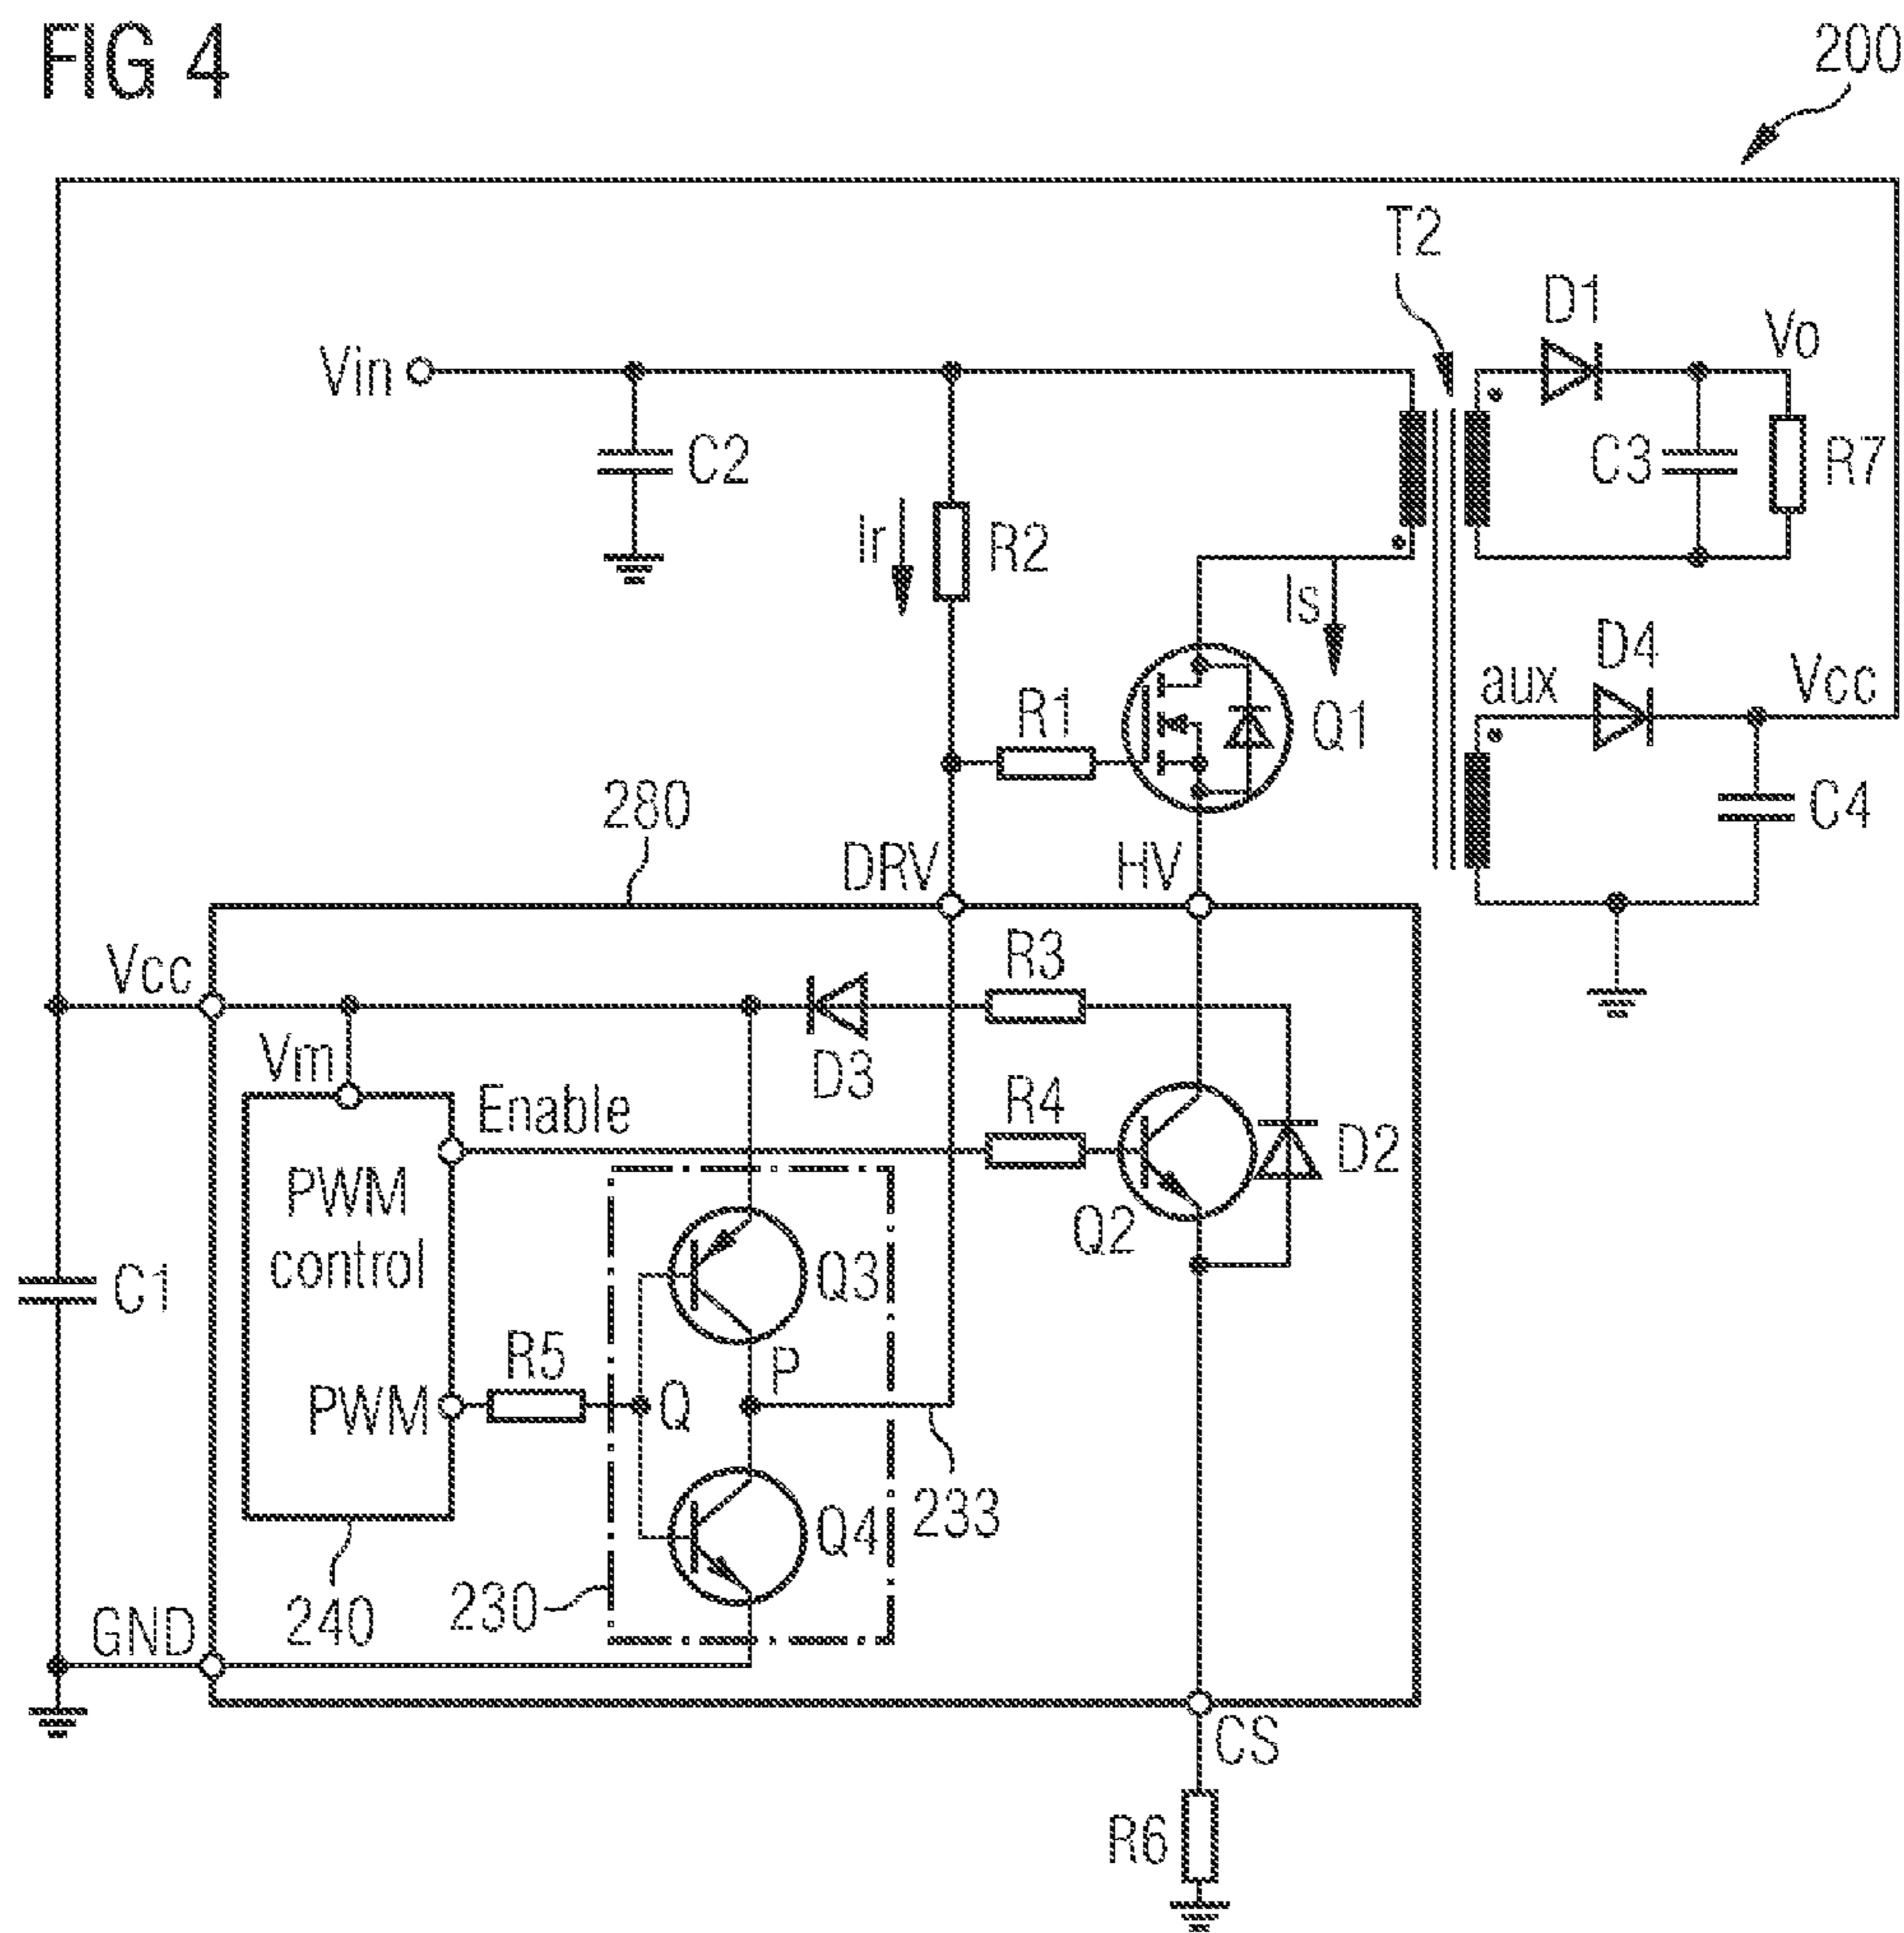 FIG 4
200
T2
D1
Vo
Vin
C2
C3
R7
Ir
R2
Is
D4
aux
Vcc
R1
Q1
C4
280
DRV
HV
Vcc
R3
Vm
D3
Enable
R4
D2
PWM
control
Q2
Q3
C1
R5
P
PWM
Q
Q4
233
230
240
GND
CS
R6